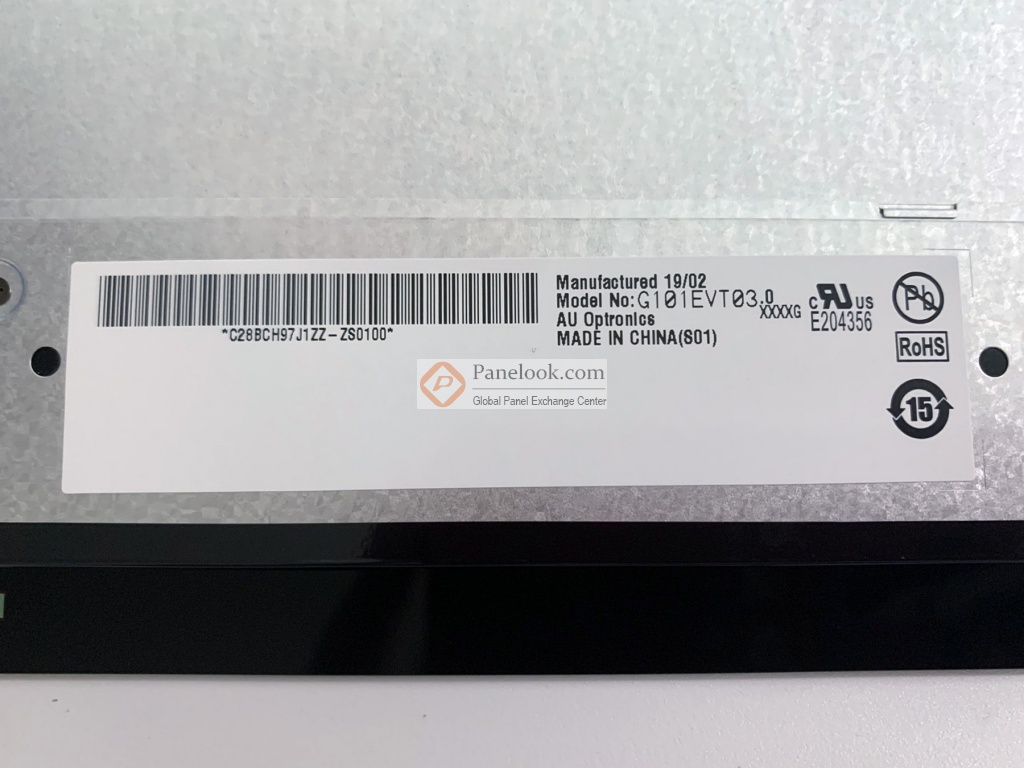 Manufactured 19/02
Model No:G101EVT03.0
XXXXG
AU Optronics
MADE IN CHINA(S01)
*C28BCH97J1ZZ-ZS0100*
c RU US
E204356
Pb
RoHS
15
Panelook.com
Global Panel Exchange Center